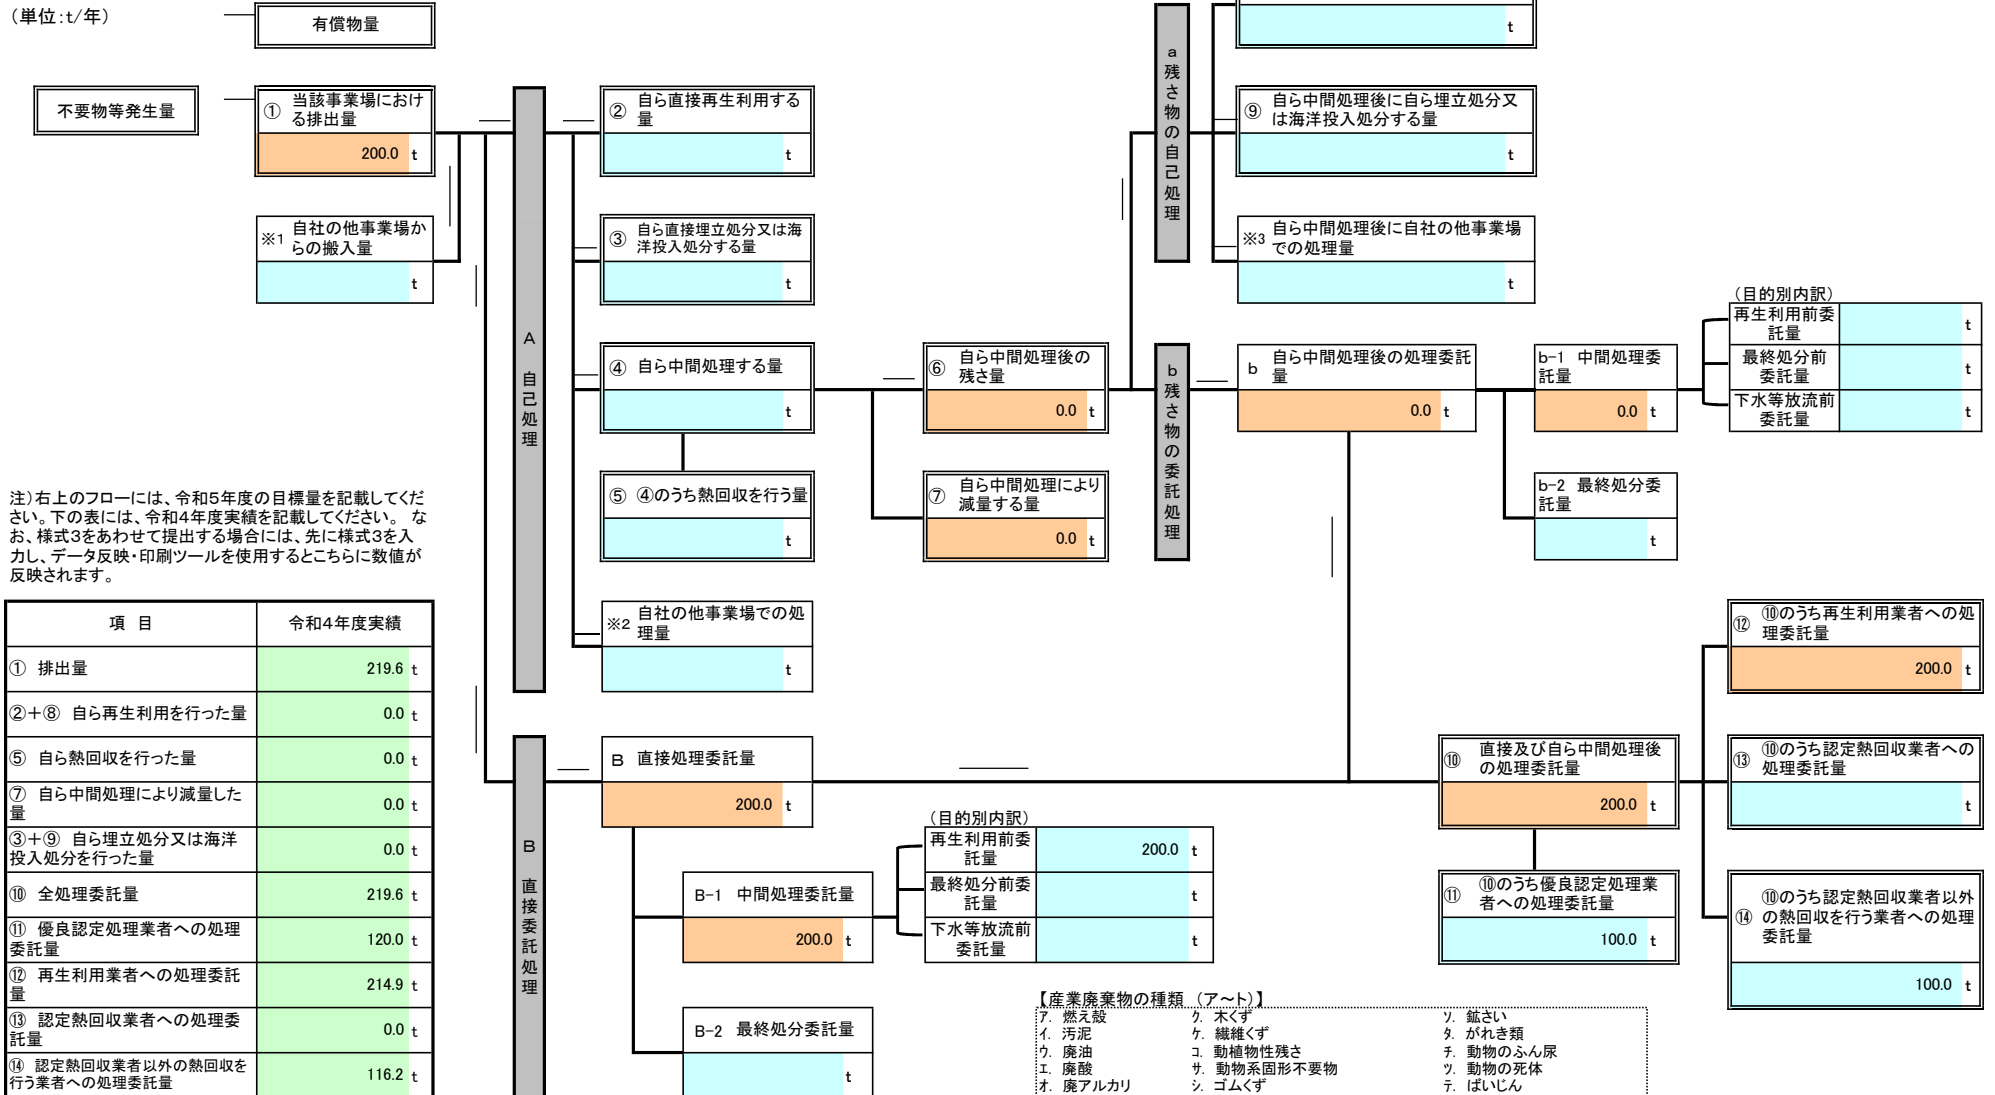 （単位：t/年）
有償物量
不要物等発生量
① 当該事業場におけ
る排出量
200.0 t
※1 自社の他事業場か
らの搬入量
t
A 自己処理
② 自ら直接再生利用する
量
t
③ 自ら直接埋立処分又は海
洋投入処分する量
t
④ 自ら中間処理する量
t
⑤ ④のうち熱回収を行う量
t
※2 自社の他事業場での処
理量
t
⑥ 自ら中間処理後の
残さ量
0.0 t
⑦ 自ら中間処理により
減量する量
0.0 t
a 残さ物の自己処理
t
⑨ 自ら中間処理後に自ら埋立処分又
は海洋投入処分する量
t
※3 自ら中間処理後に自社の他事業場
での処理量
t
b 残さ物の委託処理
b 自ら中間処理後の処理委託
量
0.0 t
b-1 中間処理委
託量
0.0 t
b-2 最終処分委
託量
t
（目的別内訳）
再生利用前委
託量
t
最終処分前
委託量
t
下水等放流前
委託量
t
注）右上のフローには、令和5年度の目標量を記載してくだ
さい。下の表には、令和4年度実績を記載してください。 な
お、様式3をあわせて提出する場合には、先に様式3を入
力し、データ反映・印刷ツールを使用するとこちらに数値が
反映されます。
項 目 令和4年度実績
① 排出量 219.6 t
②＋⑧ 自ら再生利用を行った量 0.0 t
⑤ 自ら熱回収を行った量 0.0 t
⑦ 自ら中間処理により減量した
量 0.0 t
③＋⑨ 自ら埋立処分又は海洋
投入処分を行った量 0.0 t
⑩ 全処理委託量 219.6 t
⑪ 優良認定処理業者への処理
委託量 120.0 t
⑫ 再生利用業者への処理委託
量 214.9 t
⑬ 認定熱回収業者への処理委
託量 0.0 t
⑭ 認定熱回収業者以外の熱回収を
行う業者への処理委託量 116.2 t
B 直接委託処理
B 直接処理委託量
200.0 t
B-1 中間処理委託量
200.0 t
B-2 最終処分委託量
t
（目的別内訳）
再生利用前委
託量
200.0 t
最終処分前委
託量
t
下水等放流前
委託量
t
⑩ 直接及び自ら中間処理後
の処理委託量
200.0 t
⑪ ⑩のうち優良認定処理業
者への処理委託量
100.0 t
⑫ ⑩のうち再生利用業者への処
理委託量
200.0 t
⑬ ⑩のうち認定熱回収業者への
処理委託量
t
⑭ ⑩のうち認定熱回収業者以外
の熱回収を行う業者への処理
委託量
100.0 t
【産業廃棄物の種類 （ア～ト）】
ア. 燃え殻 ク. 木くず ソ. 鉱さい
イ. 汚泥 ケ. 繊維くず タ. がれき類
ウ. 廃油 コ. 動植物性残さ チ. 動物のふん尿
エ. 廃酸 サ. 動物系固形不要物 ツ. 動物の死体
オ. 廃アルカリ シ. ゴムくず テ. ばいじん